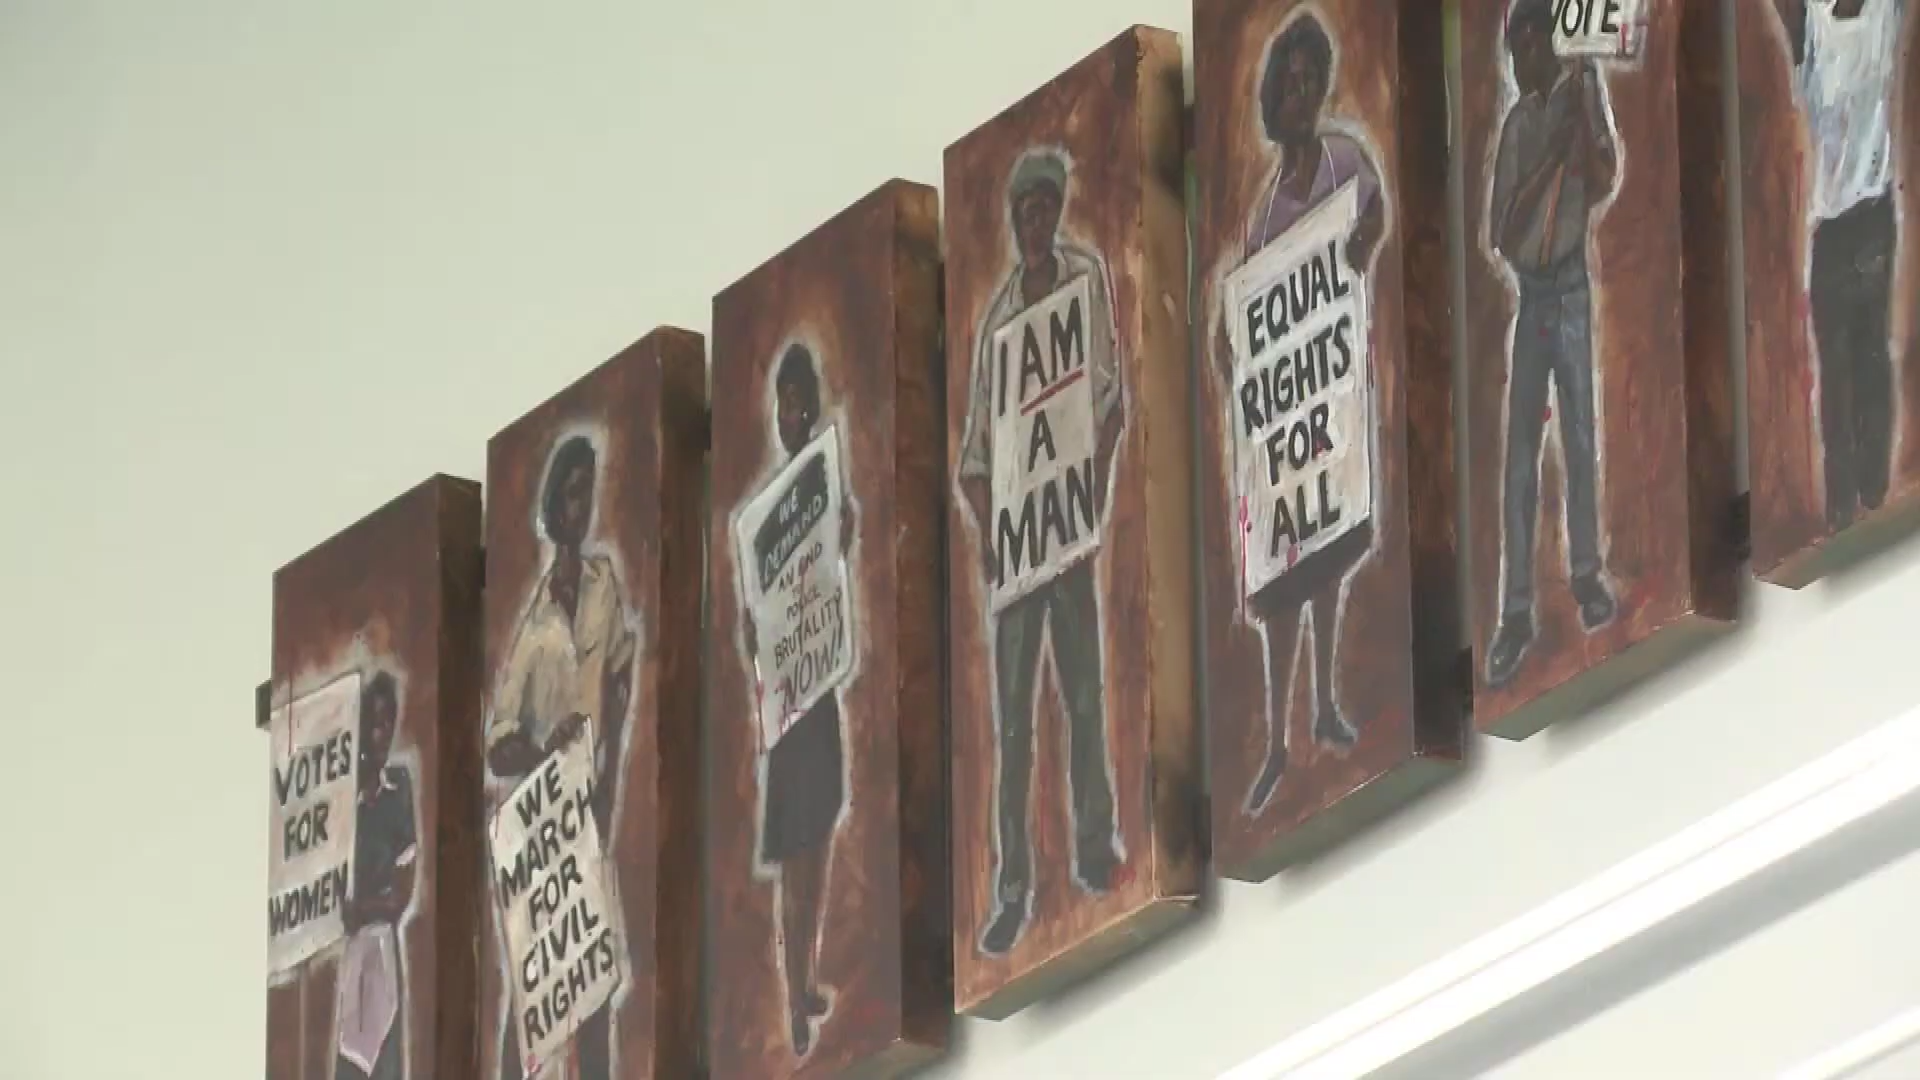 VOTES
FOR
WOMEN
WE
MARCH
FOR
CIVIL
RIGHTS
WE
DEMAND
AN END
TO
POLICE
BRUTALITY
NOW!
I AM
A
MAN
EQUAL
RIGHTS
FOR
ALL
VOTE